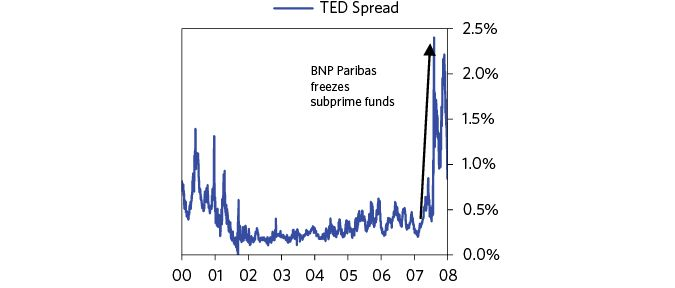 TED Spread
2.5%
BNP Paribas
2.0%
freezes
subprime funds
1.5%
1.0%
0.5%
0.0%
00 01 02 03 04 05 06 07 08